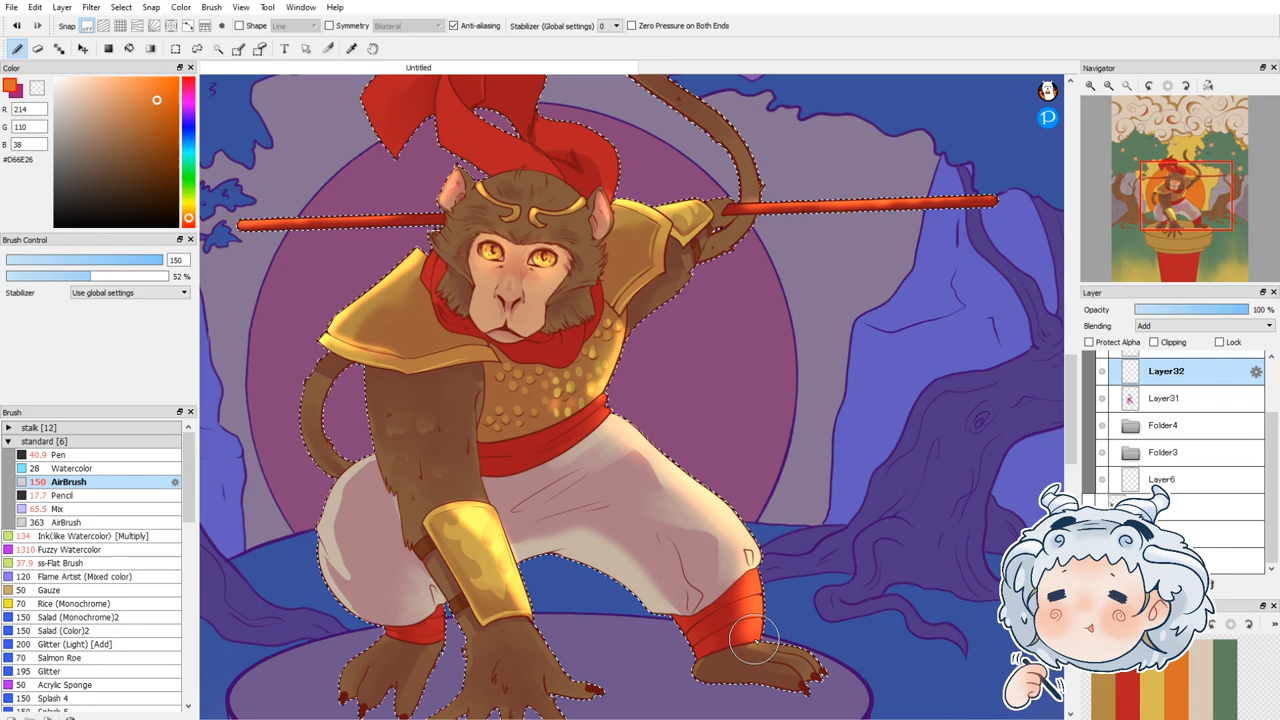 File Edit Layer Filter Select Snap Color Brush View Tool Window Help
Snap off Shape Line Symmetry Bilateral Anti-aliasing Stabilizer (Global settings) 0 Zero Pressure on Both Ends
Color
Untitled
Navigator
R 214
G 110
B 38
#D66E26
Brush Control
150
52 %
Stabilizer Use global settings
Layer
Opacity 100 %
Blending Add
Protect Alpha Clipping Lock
Layer32
Layer31
Folder4
Folder3
Layer6
Brush
stalk [12]
standard [6]
40.9 Pen
28 Watercolor
150 AirBrush
17.7 Pencil
65.5 Mix
363 AirBrush
134 Ink(like Watercolor) [Multiply]
1310 Fuzzy Watercolor
37.9 ss-Flat Brush
120 Flame Artist (Mixed color)
50 Gauze
70 Rice (Monochrome)
150 Salad (Monochrome)2
150 Salad (Color)2
200 Glitter (Light) [Add]
70 Salmon Roe
195 Glitter
50 Acrylic Sponge
150 Splash 4